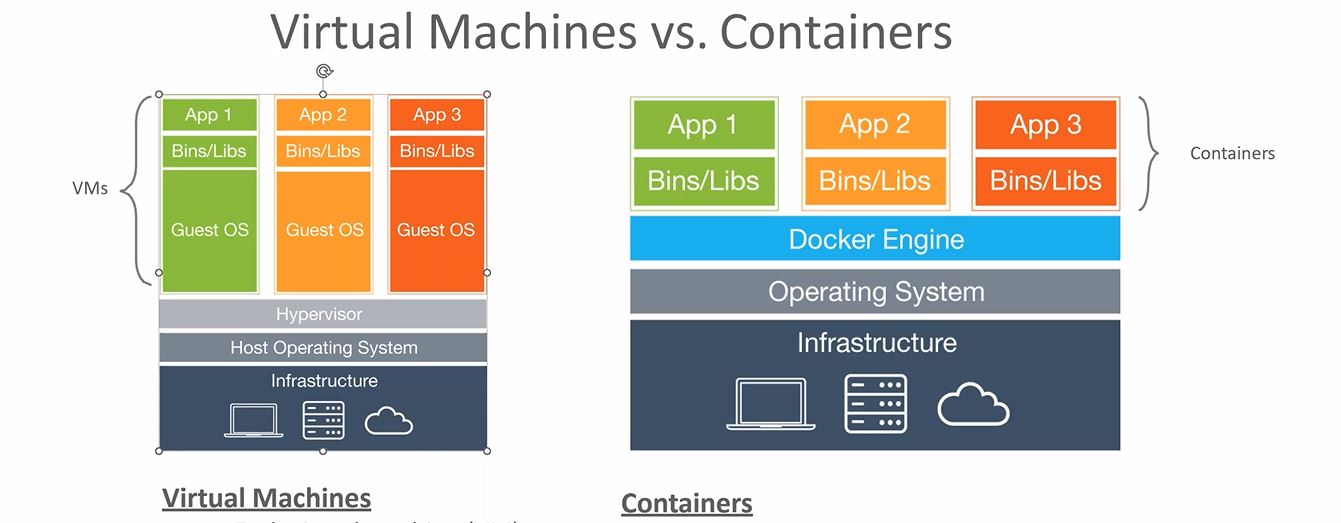 Virtual Machines vs. Containers
VMs
App 1
App 2
App 3
Bins/Libs
Bins/Libs
Bins/Libs
Guest OS
Guest OS
Guest OS
Hypervisor
Host Operating System
Infrastructure
App 1
App 2
App 3
Bins/Libs
Bins/Libs
Bins/Libs
Containers
Docker Engine
Operating System
Infrastructure
Virtual Machines
Containers